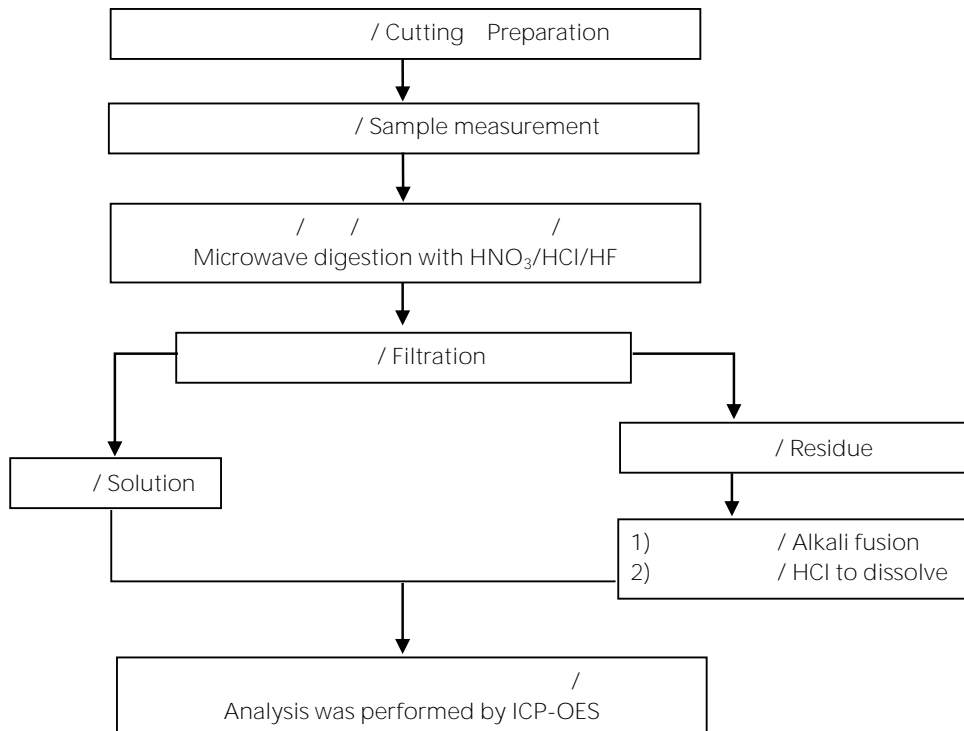 / Cutting Preparation
/ Sample measurement
/ / /
Microwave digestion with HNO₃/HCl/HF
/ Filtration
/ Residue
/ Solution
1) / Alkali fusion
2) / HCl to dissolve
/
Analysis was performed by ICP-OES